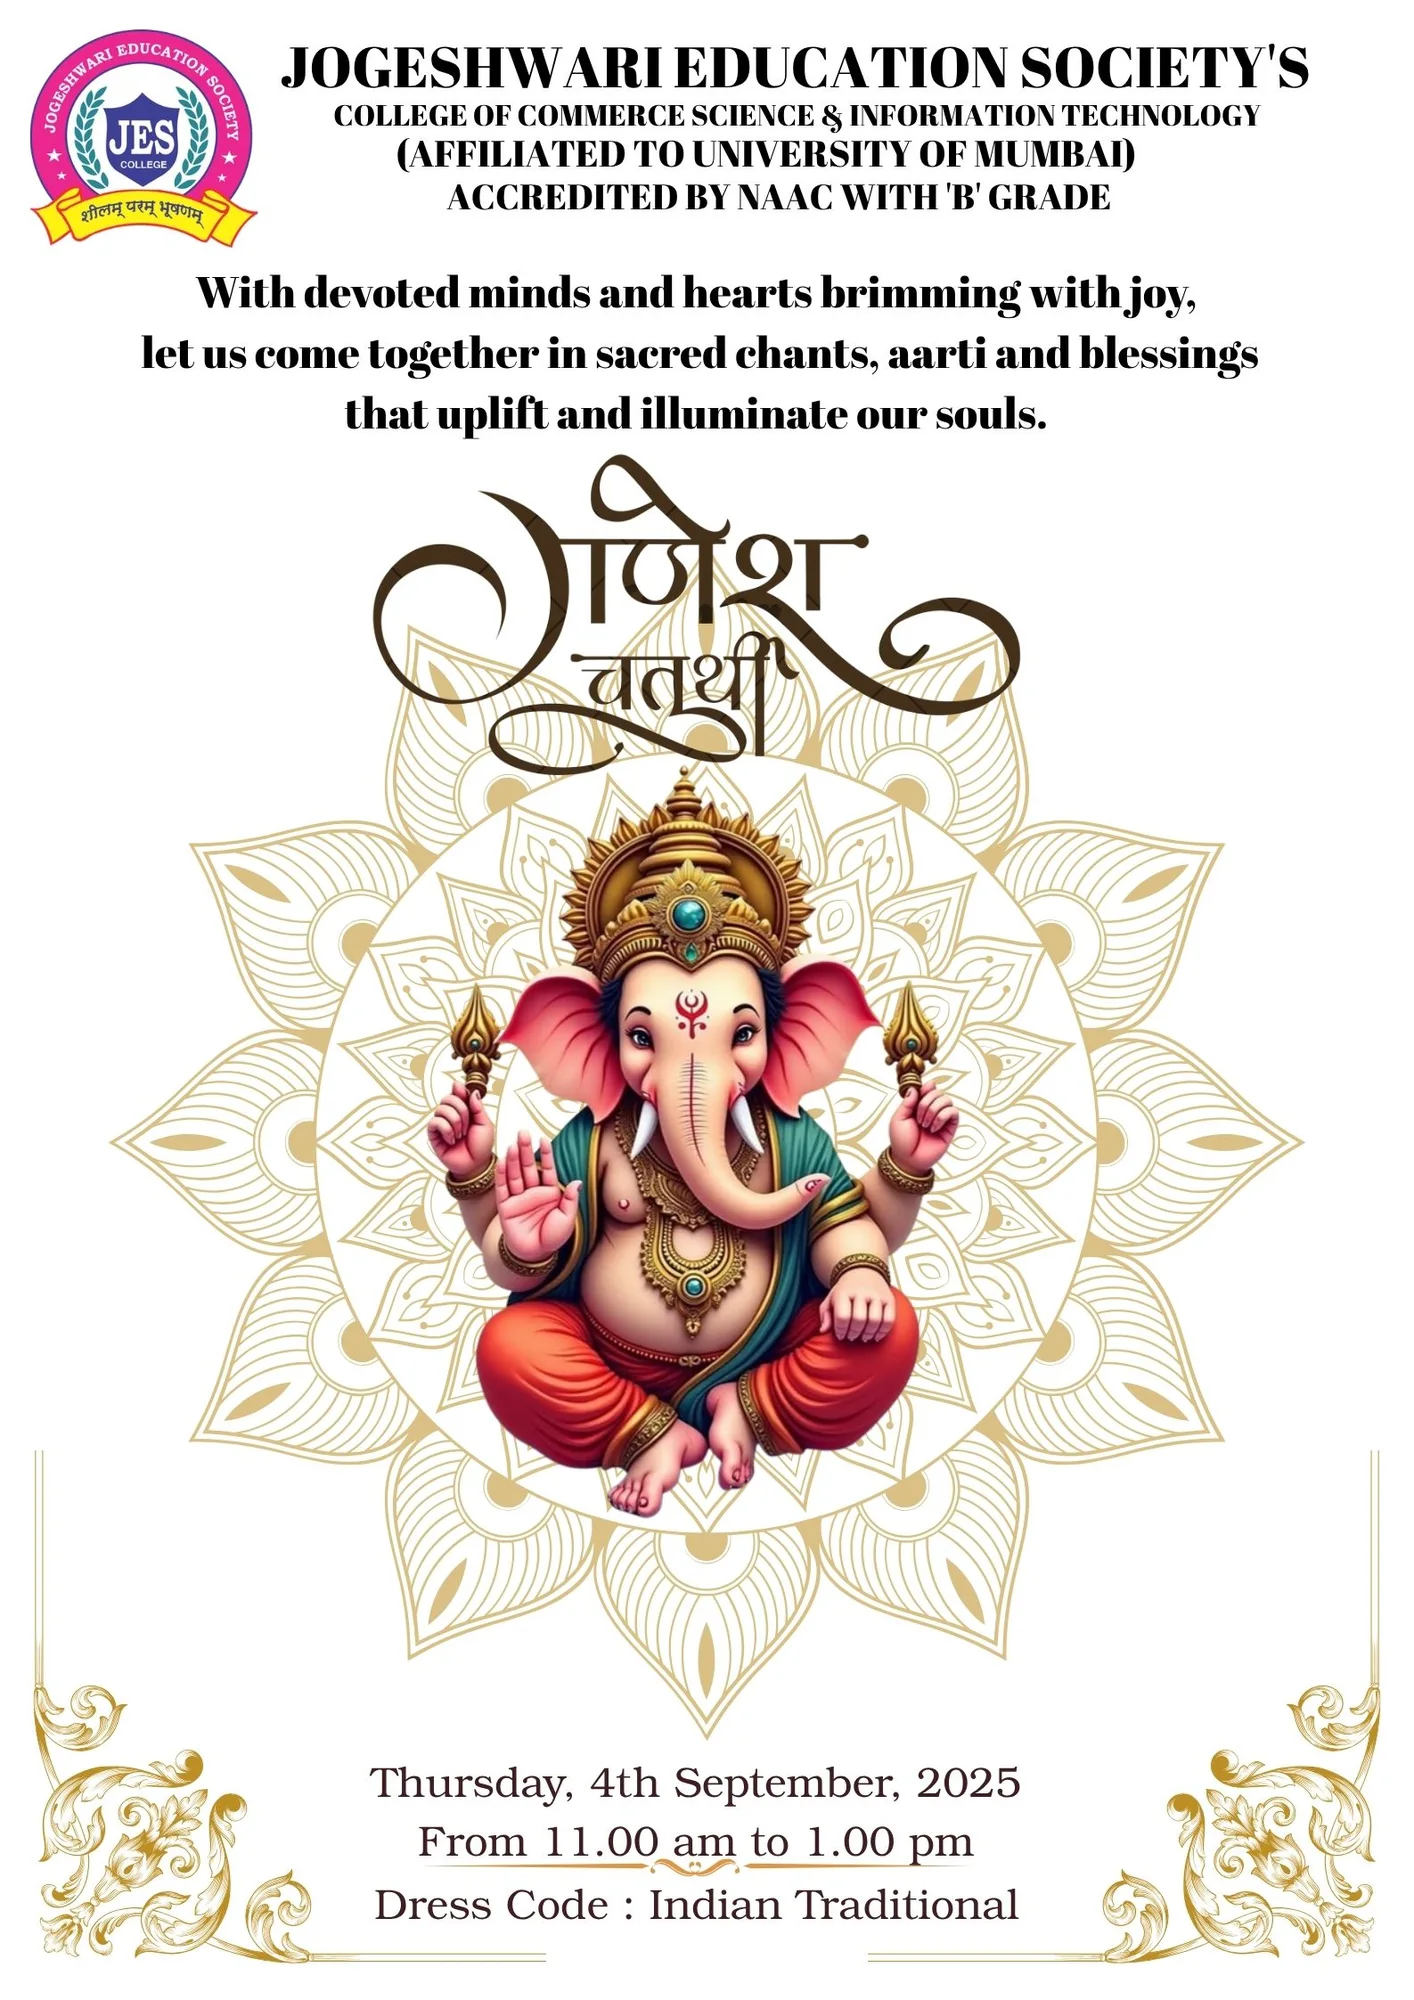 JOGESHWARI EDUCATION SOCIETY
JES
COLLEGE
शीलम् परम् भूषणम्
JOGESHWARI EDUCATION SOCIETY'S
COLLEGE OF COMMERCE SCIENCE & INFORMATION TECHNOLOGY
(AFFILIATED TO UNIVERSITY OF MUMBAI)
ACCREDITED BY NAAC WITH 'B' GRADE
With devoted minds and hearts brimming with joy,
let us come together in sacred chants, aarti and blessings
that uplift and illuminate our souls.
गणेश
चतुर्थी
Thursday, 4th September, 2025
From 11.00 am to 1.00 pm
Dress Code : Indian Traditional